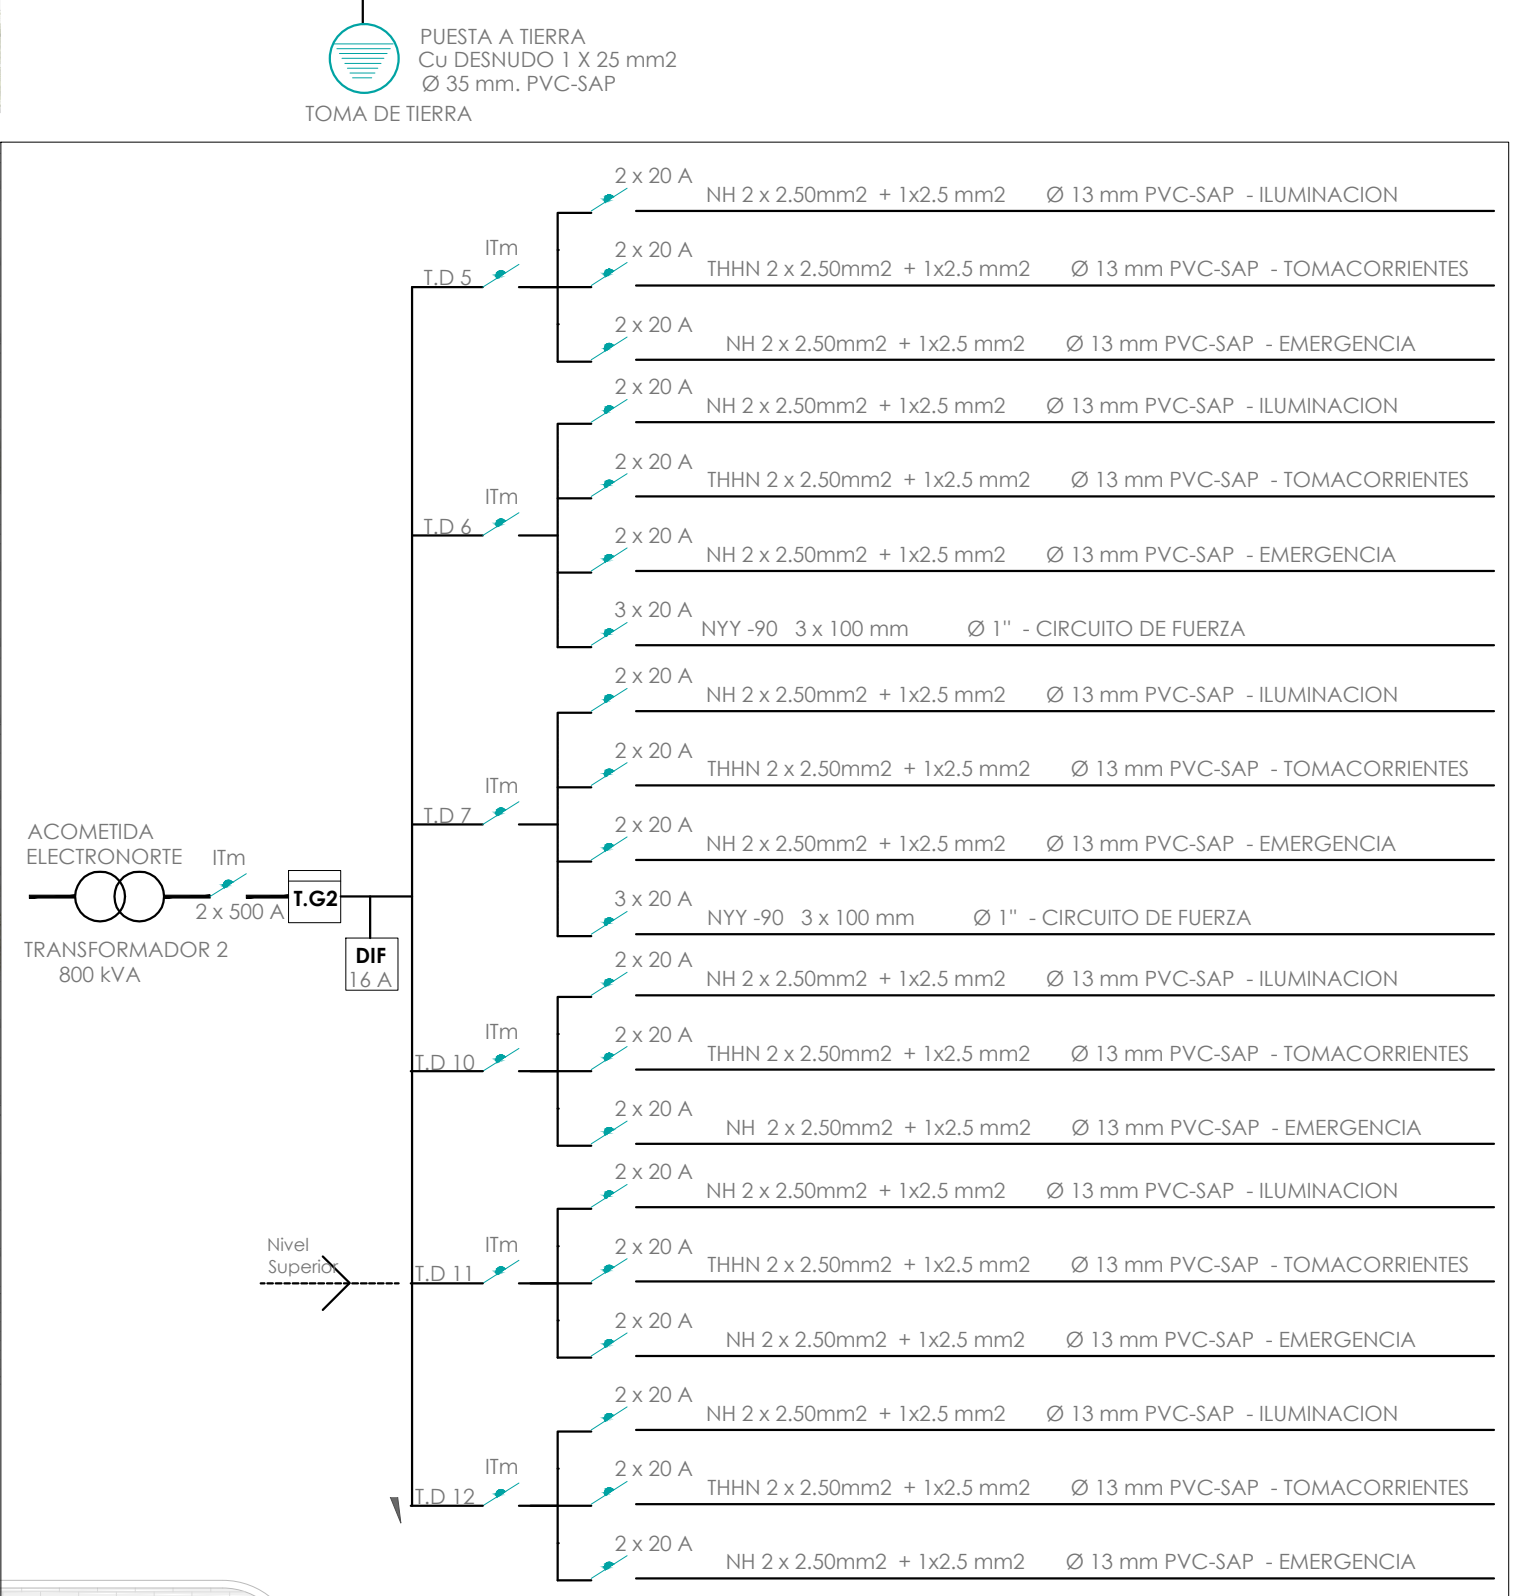 PUESTA A TIERRA
Cu DESNUDO 1 X 25 mm2
Ø 35 mm. PVC-SAP
TOMA DE TIERRA
2 x 20 A
NH 2 x 2.50mm2 + 1x2.5 mm2 Ø 13 mm PVC-SAP - ILUMINACION
ITm
T.D 5
2 x 20 A
THHN 2 x 2.50mm2 + 1x2.5 mm2 Ø 13 mm PVC-SAP - TOMACORRIENTES
2 x 20 A
NH 2 x 2.50mm2 + 1x2.5 mm2 Ø 13 mm PVC-SAP - EMERGENCIA
2 x 20 A
NH 2 x 2.50mm2 + 1x2.5 mm2 Ø 13 mm PVC-SAP - ILUMINACION
2 x 20 A
THHN 2 x 2.50mm2 + 1x2.5 mm2 Ø 13 mm PVC-SAP - TOMACORRIENTES
ITm
T.D 6
2 x 20 A
NH 2 x 2.50mm2 + 1x2.5 mm2 Ø 13 mm PVC-SAP - EMERGENCIA
3 x 20 A
NYY -90 3 x 100 mm Ø 1" - CIRCUITO DE FUERZA
2 x 20 A
NH 2 x 2.50mm2 + 1x2.5 mm2 Ø 13 mm PVC-SAP - ILUMINACION
2 x 20 A
THHN 2 x 2.50mm2 + 1x2.5 mm2 Ø 13 mm PVC-SAP - TOMACORRIENTES
ITm
T.D 7
2 x 20 A
NH 2 x 2.50mm2 + 1x2.5 mm2 Ø 13 mm PVC-SAP - EMERGENCIA
3 x 20 A
NYY -90 3 x 100 mm Ø 1" - CIRCUITO DE FUERZA
ACOMETIDA
ELECTRONORTE
ITm
2 x 500 A
T.G2
TRANSFORMADOR 2
800 kVA
DIF
16 A
2 x 20 A
NH 2 x 2.50mm2 + 1x2.5 mm2 Ø 13 mm PVC-SAP - ILUMINACION
ITm
T.D 10
2 x 20 A
THHN 2 x 2.50mm2 + 1x2.5 mm2 Ø 13 mm PVC-SAP - TOMACORRIENTES
2 x 20 A
NH 2 x 2.50mm2 + 1x2.5 mm2 Ø 13 mm PVC-SAP - EMERGENCIA
2 x 20 A
NH 2 x 2.50mm2 + 1x2.5 mm2 Ø 13 mm PVC-SAP - ILUMINACION
Nivel
Superior
ITm
T.D 11
2 x 20 A
THHN 2 x 2.50mm2 + 1x2.5 mm2 Ø 13 mm PVC-SAP - TOMACORRIENTES
2 x 20 A
NH 2 x 2.50mm2 + 1x2.5 mm2 Ø 13 mm PVC-SAP - EMERGENCIA
2 x 20 A
NH 2 x 2.50mm2 + 1x2.5 mm2 Ø 13 mm PVC-SAP - ILUMINACION
ITm
T.D 12
2 x 20 A
THHN 2 x 2.50mm2 + 1x2.5 mm2 Ø 13 mm PVC-SAP - TOMACORRIENTES
2 x 20 A
NH 2 x 2.50mm2 + 1x2.5 mm2 Ø 13 mm PVC-SAP - EMERGENCIA